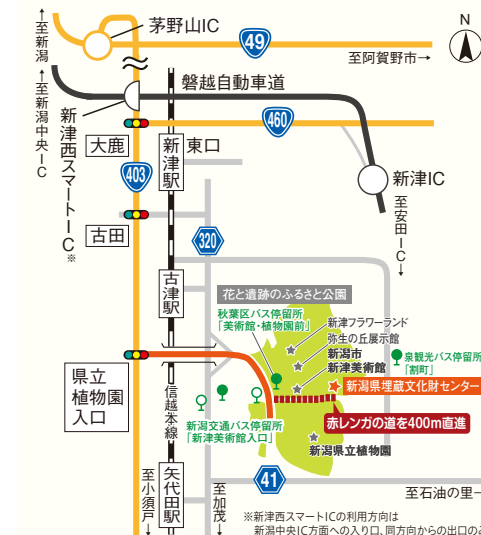 茅野山IC
49
N
←至新潟
至阿賀野市→
←至新潟中央IC
磐越自動車道
新津西スマートIC※
460
大鹿
新津駅
東口
403
新津IC
至安田IC→
古田
320
古津駅
花と遺跡のふるさと公園
秋葉区バス停留所
「美術館・植物園前」
新津フラワーランド
弥生の丘展示館
新潟市
新津美術館
泉観光バス停留所
「割町」
県立
植物園
入口
新潟県埋蔵文化財センター
信越本線
赤レンガの道を400m直進
新潟交通バス停留所
「新津美術館入口」
新潟県立植物園
41
至小須戸→
矢代田駅
至加茂→
至石油の里→
※新津西スマートICの利用方向は
新潟中央IC方面への入り口、同方向からの出口のみ